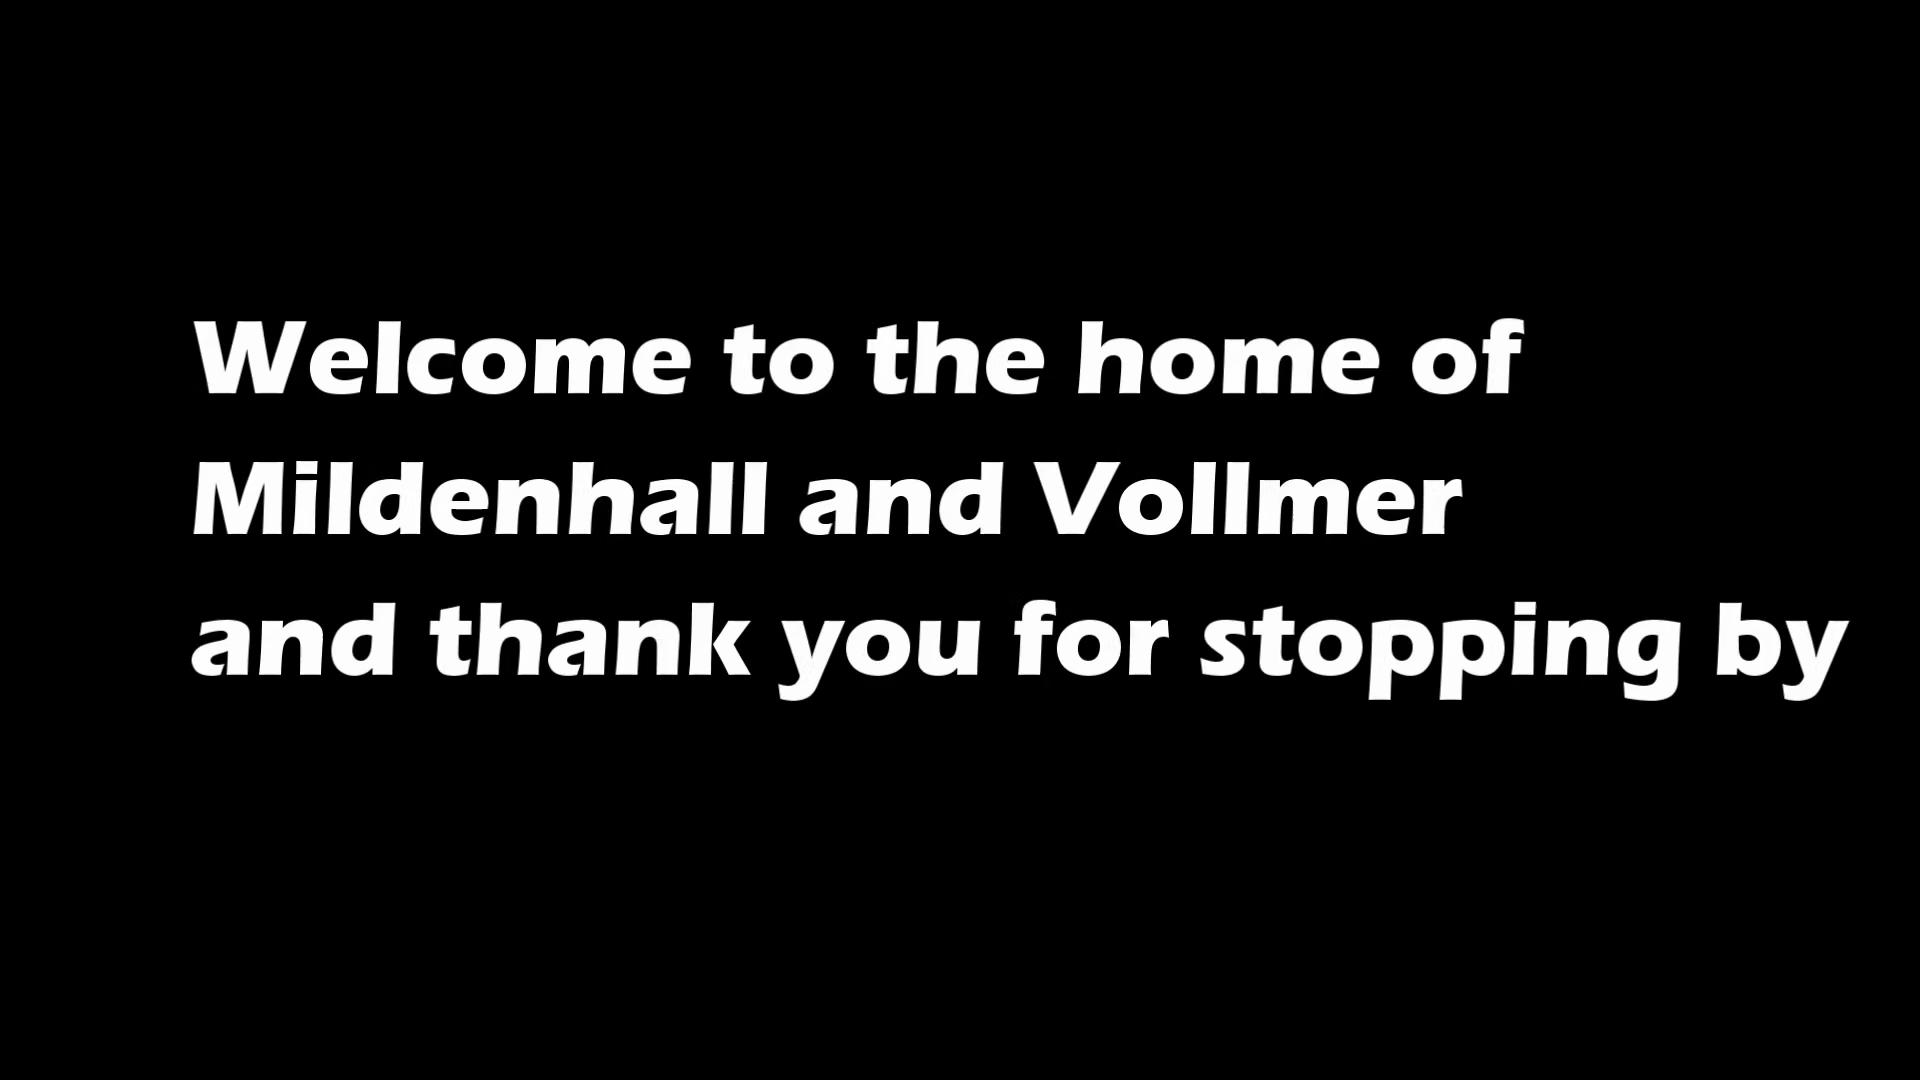 Welcome to the home of
Mildenhall and Vollmer
and thank you for stopping by